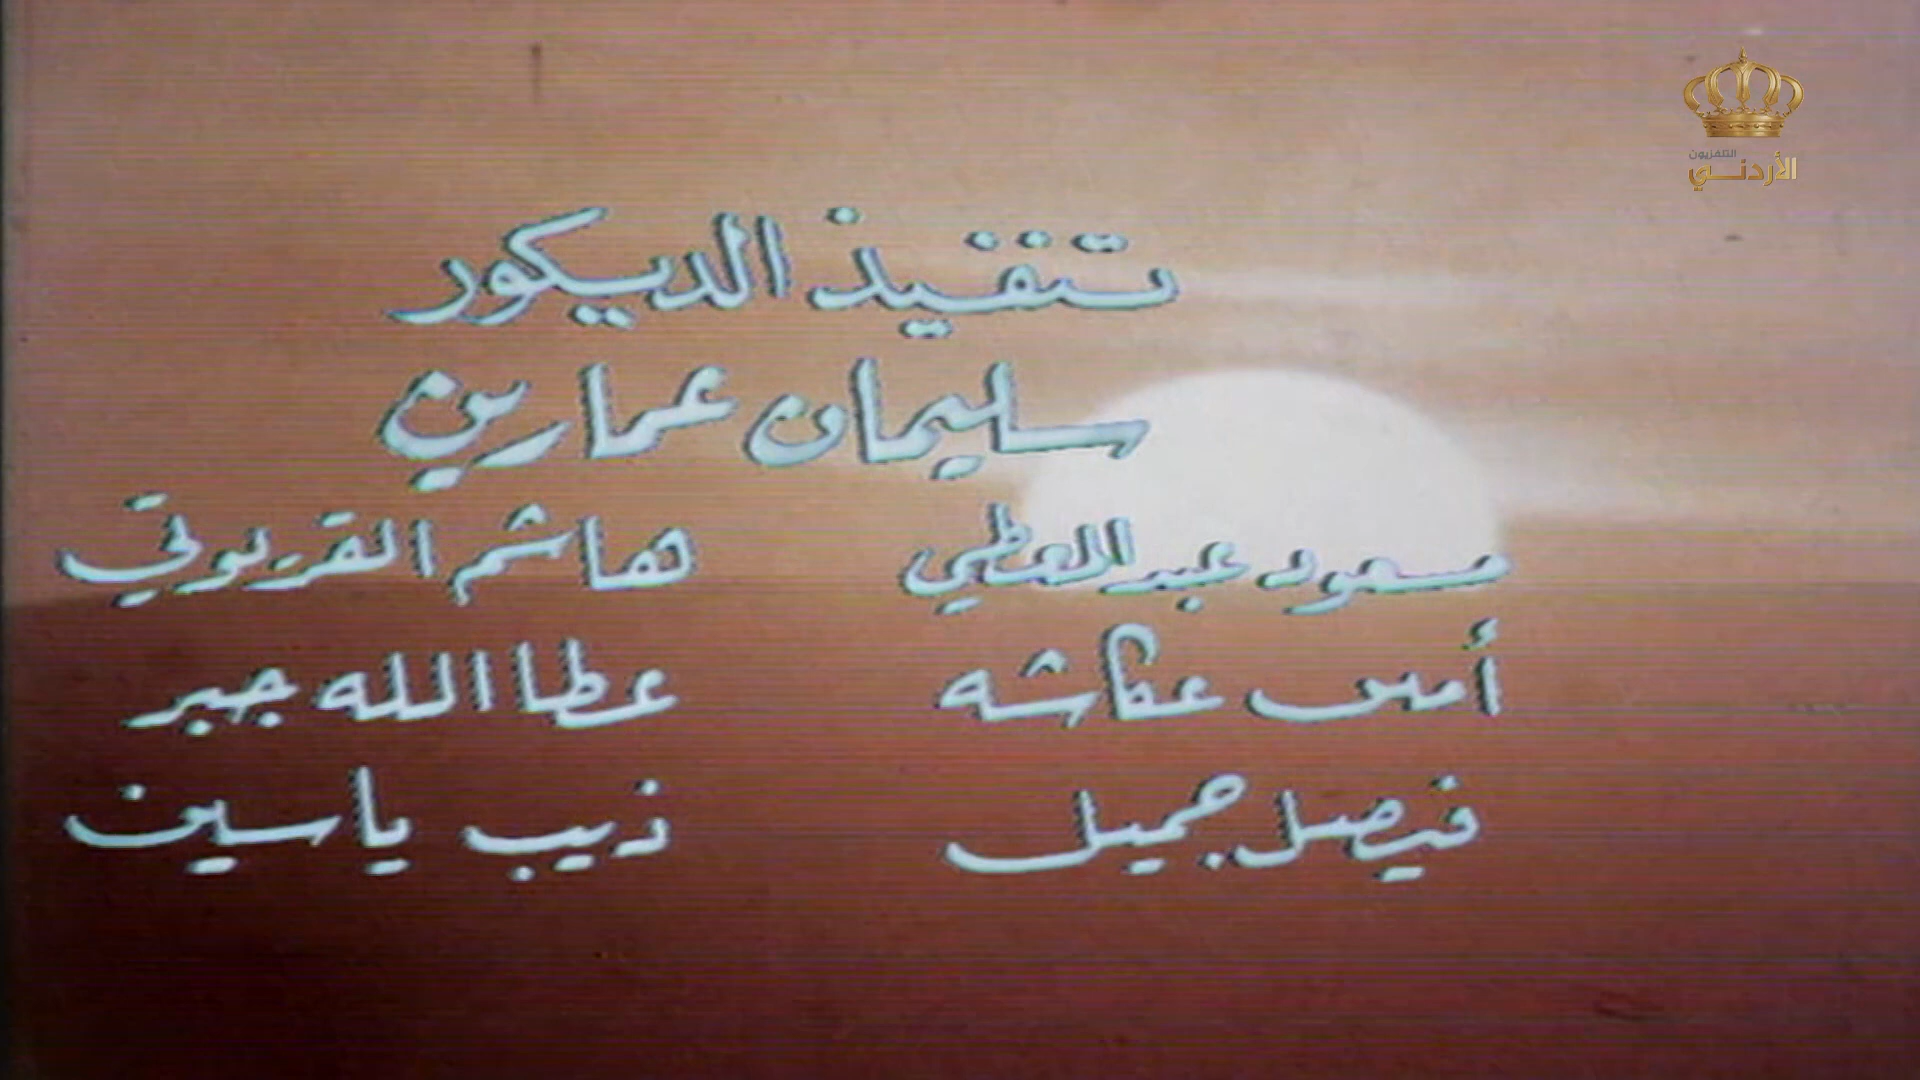 التلفزيون
الأردني
تنفيذ الديكور
سليمان عمارين
مسعود عبد المعطي هاشم القريوتي
أمين عكاشه عطا الله جبر
فيصل جميل ذيب ياسين